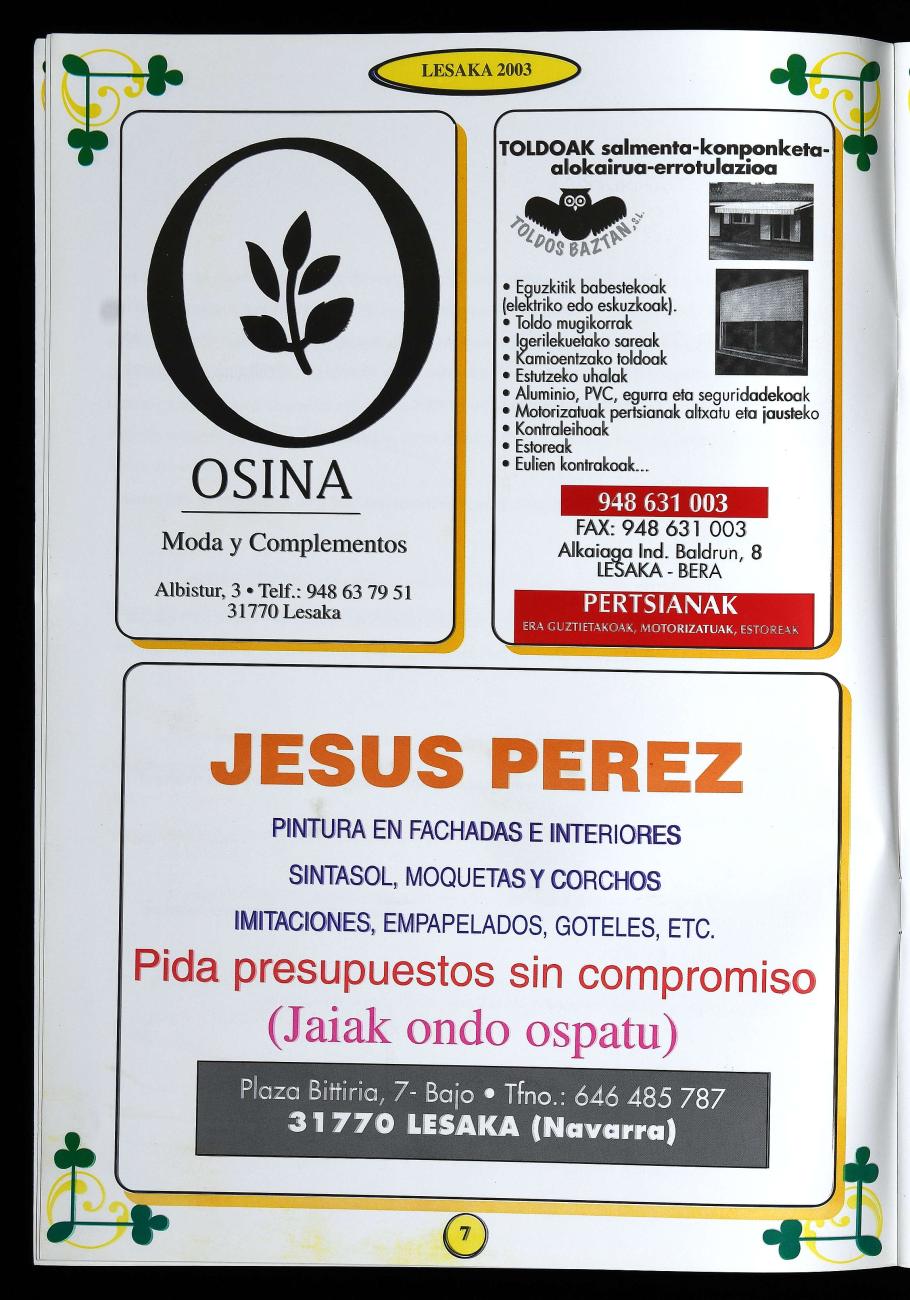 LESAKA 2003
O
OSINA
Moda y Complementos
Albistur, 3 • Telf.: 948 63 79 51
31770 Lesaka
TOLDOAK salmenta-konponketa-
alokairua-errotulazioa
TOLDOS BAZTAN, S.L.
• Eguzkitik babestekoak
(elektriko edo eskuzkoak).
• Toldo mugikorrak
• Igerilekuetako sareak
• Kamioentzako toldoak
• Estutzeko uhalak
• Aluminio, PVC, egurra eta seguridadekoak
• Motorizatuak pertsianak altxatu eta jausteko
• Kontraleihoak
• Estoreak
• Eulien kontrakoak...
948 631 003
FAX: 948 631 003
Alkaiaga Ind. Baldrun, 8
LESAKA - BERA
PERTSIANAK
ERA GUZTIETAKOAK, MOTORIZATUAK, ESTOREAK
JESUS PEREZ
PINTURA EN FACHADAS E INTERIORES
SINTASOL, MOQUETAS Y CORCHOS
IMITACIONES, EMPAPELADOS, GOTELES, ETC.
Pida presupuestos sin compromiso
(Jaiak ondo ospatu)
Plaza Bittiria, 7- Bajo • Tfno.: 646 485 787
31770 LESAKA (Navarra)
7